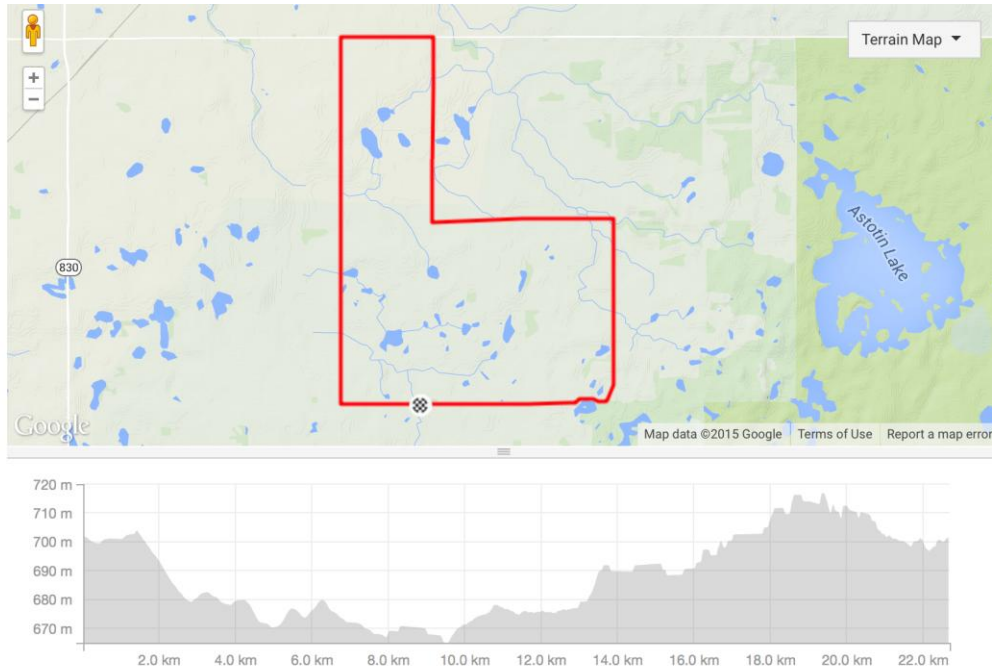 Terrain Map
+
−
830
Astotin Lake
Google
Map data ©2015 Google
Terms of Use
Report a map error
720 m
710 m
700 m
690 m
680 m
670 m
2.0 km
4.0 km
6.0 km
8.0 km
10.0 km
12.0 km
14.0 km
16.0 km
18.0 km
20.0 km
22.0 km